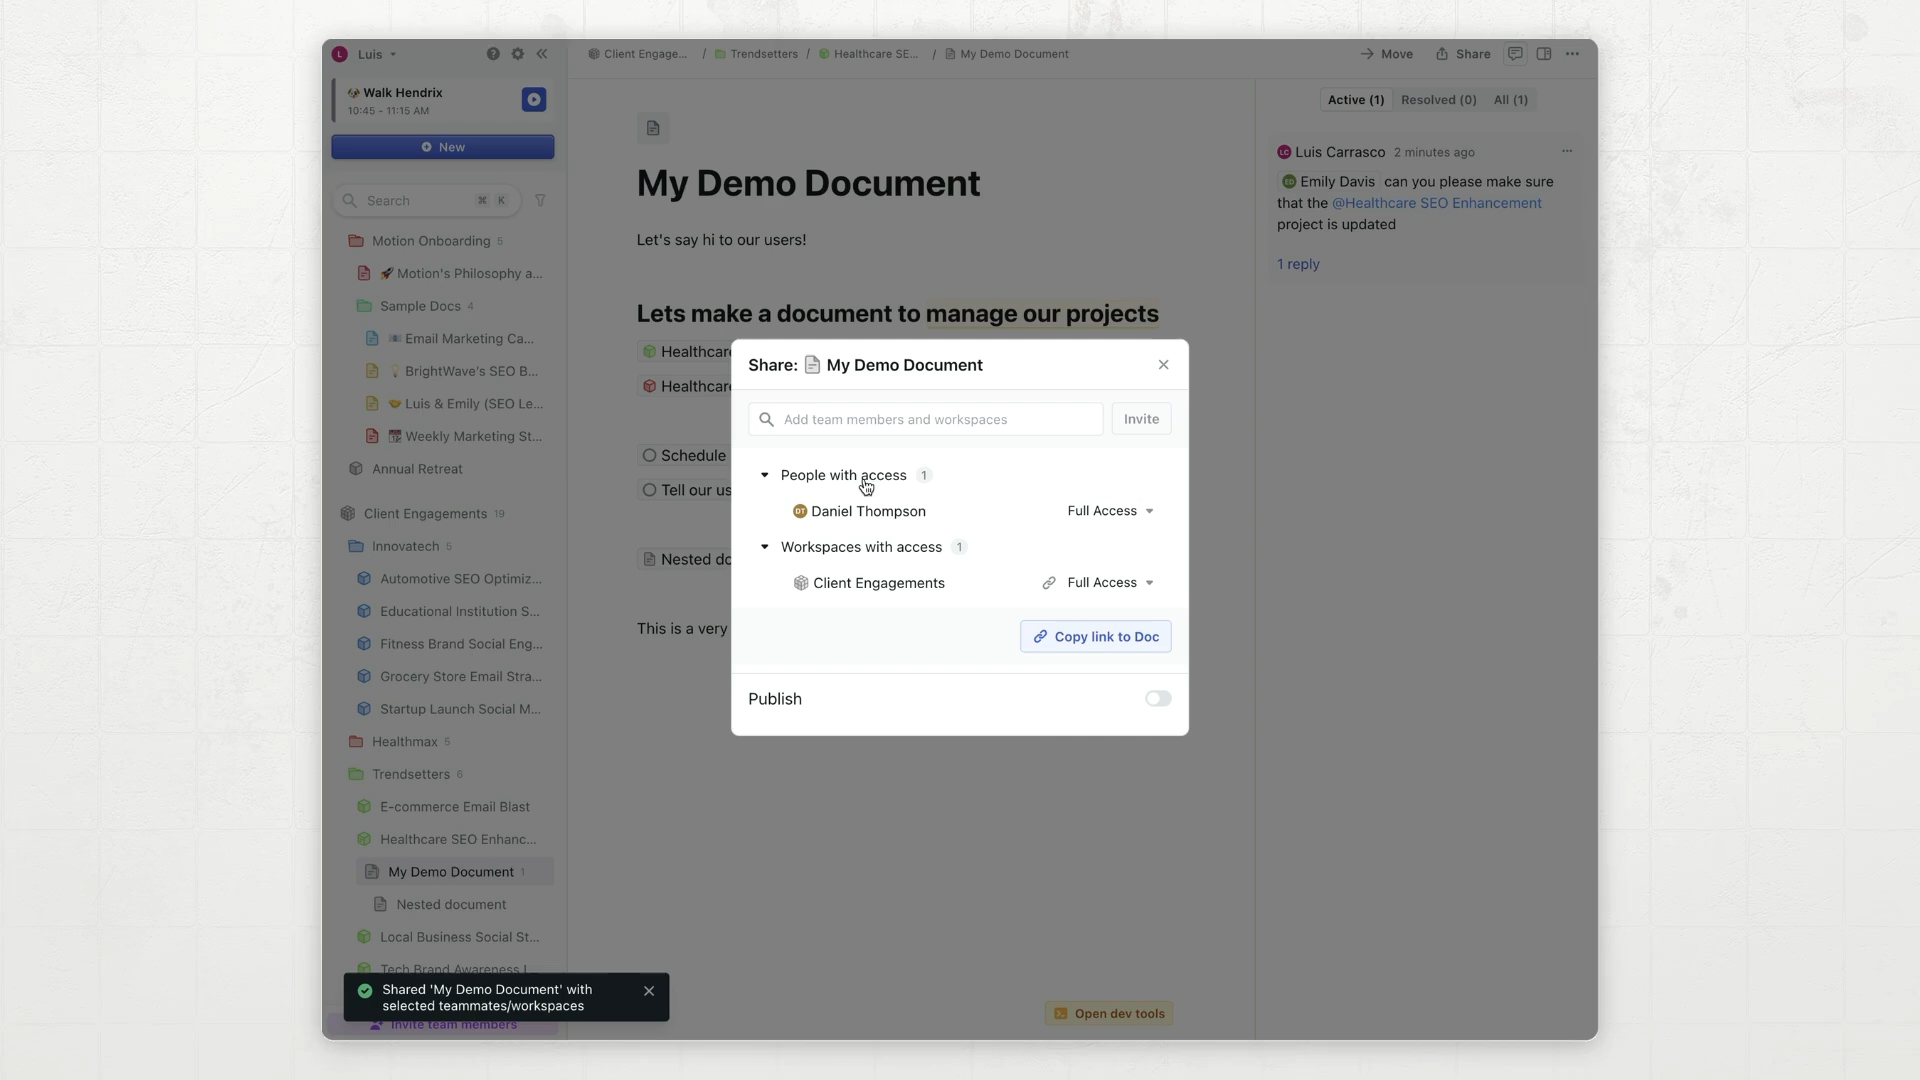 Luis
Walk Hendrix
10:45 - 11:15 AM
New
Search ⌘ K
Motion Onboarding 5
🚀 Motion's Philosophy a...
Sample Docs 4
📧 Email Marketing Ca...
💡 BrightWave's SEO B...
🤝 Luis & Emily (SEO Le...
📆 Weekly Marketing St...
Annual Retreat
Client Engagements 19
Innovatech 5
Automotive SEO Optimiz...
Educational Institution S...
Fitness Brand Social Eng...
Grocery Store Email Stra...
Startup Launch Social M...
Healthmax 5
Trendsetters 6
E-commerce Email Blast
Healthcare SEO Enhanc...
My Demo Document 1
Nested document
Local Business Social St...
Tech Brand Awareness
Invite team members
Shared 'My Demo Document' with
selected teammates/workspaces
Client Engage... / Trendsetters / Healthcare SE... / My Demo Document
Move
Share
My Demo Document
Let's say hi to our users!
Lets make a document to manage our projects
Healthcare
Healthcare
Schedule
Tell our us
Nested do
This is a very
Share: My Demo Document
Add team members and workspaces
Invite
People with access 1
DT Daniel Thompson Full Access
Workspaces with access 1
Client Engagements Full Access
Copy link to Doc
Publish
Open dev tools
Active (1) Resolved (0) All (1)
LC Luis Carrasco 2 minutes ago
ED Emily Davis can you please make sure
that the @Healthcare SEO Enhancement
project is updated
1 reply